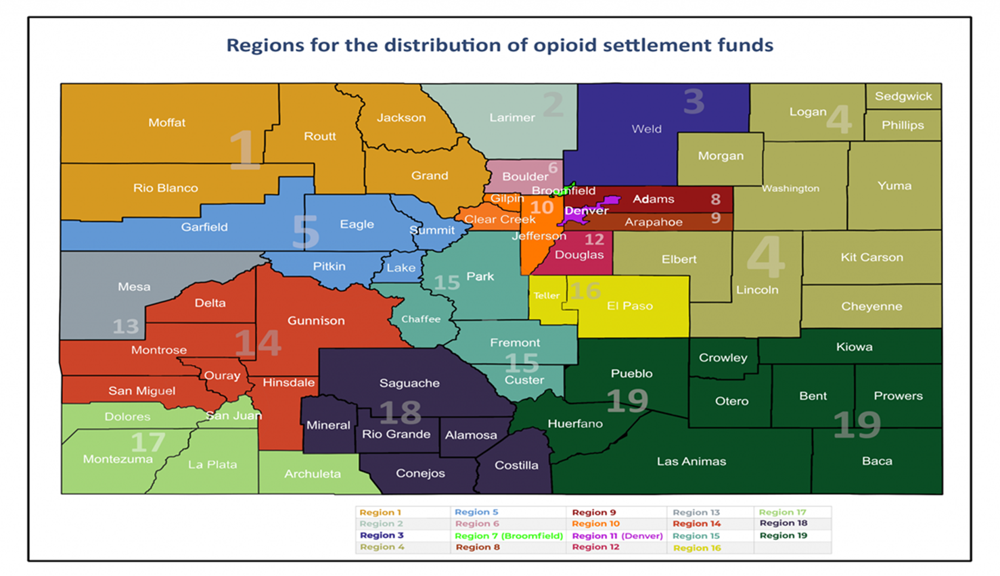 Regions for the distribution of opioid settlement funds
Sedgwick
2
3
Jackson
Logan
4
Larimer
Moffat
Phillips
Weld
Routt
1
Morgan
6
Grand
Boulder
Rio Blanco
Yuma
Washington
Broomfield
Gilpin
Adams
8
10
Denver
Clear Creek
Arapahoe
9
Garfield
5
Eagle
Summit
Jefferson
12
Douglas
4
Kit Carson
Elbert
Pitkin
Lake
Park
15
Mesa
Teller
16
Lincoln
Delta
El Paso
Cheyenne
Gunnison
Chaffee
13
14
Fremont
Montrose
Kiowa
Crowley
15
Ouray
Pueblo
Hinsdale
Saguache
Custer
San Miguel
Bent
Prowers
Otero
19
18
Dolores
San Juan
Mineral
Huerfano
19
Rio Grande
Alamosa
17
Montezuma
La Plata
Costilla
Las Animas
Baca
Archuleta
Conejos
Region 1 Region 5 Region 9 Region 13 Region 17
Region 2 Region 6 Region 10 Region 14 Region 18
Region 3 Region 7 (Broomfield) Region 11 (Denver) Region 15 Region 19
Region 4 Region 8 Region 12 Region 16